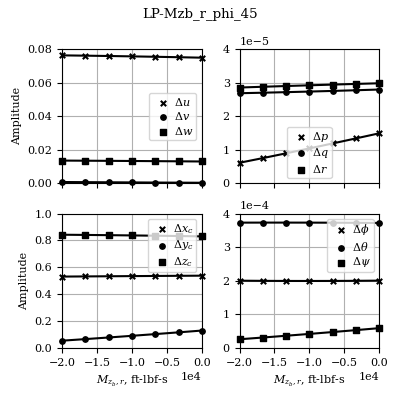 LP-Mzb_r_phi_45
1e−5
0.08
0.06
0.04
0.02
0.00
Amplitude
Δu
Δv
Δw
4
3
2
1
0
Δp
Δq
Δr
1e−4
1.0
0.8
0.6
0.4
0.2
0.0
Amplitude
Δx_c
Δy_c
Δz_c
4
3
2
1
0
Δϕ
Δθ
Δψ
−2.0 −1.5 −1.0 −0.5 0.0
−2.0 −1.5 −1.0 −0.5 0.0
M_{z_b,r}, ft-lbf-s 1e4
M_{z_b,r}, ft-lbf-s 1e4